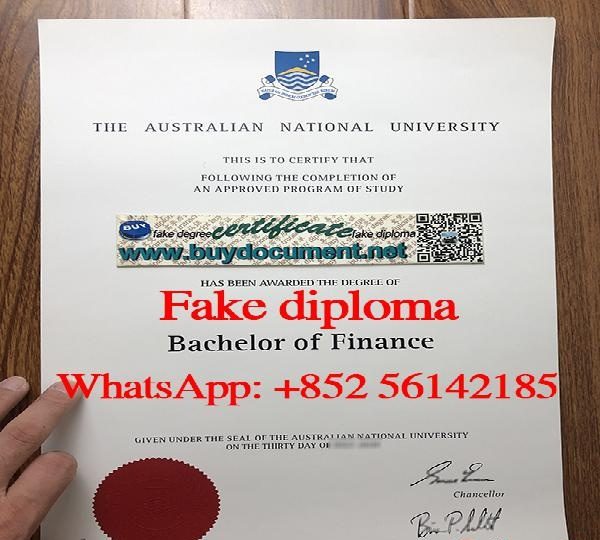 THE AUSTRALIAN NATIONAL UNIVERSITY
THIS IS TO CERTIFY THAT
FOLLOWING THE COMPLETION OF
AN APPROVED PROGRAM OF STUDY
BUY fake degree certificate fake diploma
www.buydocument.net
HAS BEEN AWARDED THE DEGREE OF
Fake diploma
Bachelor of Finance
WhatsApp: +852 56142185
GIVEN UNDER THE SEAL OF THE AUSTRALIAN NATIONAL UNIVERSITY
ON THE THIRTY DAY OF
Chancellor